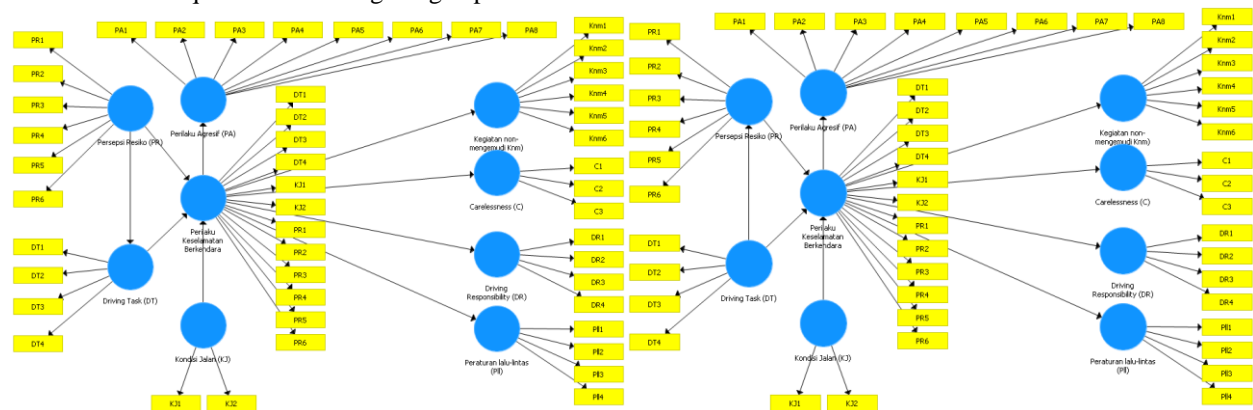 PR1
PR2
PR3
PR4
PR5
PR6
PA1
PA2
PA3
PA4
PA5
PA6
PA7
PA8
Persepsi Resiko (PR)
Perilaku Agresif (PA)
DT1
DT2
DT3
DT4
KJ1
KJ2
PR1
PR2
PR3
PR4
PR5
PR6
Perilaku
Keselamatan
Berkendara
DT1
DT2
DT3
DT4
Driving Task (DT)
Kondisi Jalan (KJ)
KJ1
KJ2
Knm1
Knm2
Knm3
Knm4
Knm5
Knm6
Kegiatan non-
mengemudi Knm)
C1
C2
C3
Carelessness (C)
DR1
DR2
DR3
DR4
Driving
Responsibility (DR)
Pll1
Pll2
Pll3
Pll4
Peraturan lalu-lintas
(Pll)
PR1
PR2
PR3
PR4
PR5
PR6
PA1
PA2
PA3
PA4
PA5
PA6
PA7
PA8
Persepsi Resiko (PR)
Perilaku Agresif (PA)
DT1
DT2
DT3
DT4
KJ1
KJ2
PR1
PR2
PR3
PR4
PR5
PR6
Perilaku
Keselamatan
Berkendara
DT1
DT2
DT3
DT4
Driving Task (DT)
Kondisi Jalan (KJ)
KJ1
KJ2
Knm1
Knm2
Knm3
Knm4
Knm5
Knm6
Kegiatan non-
mengemudi Knm)
C1
C2
C3
Carelessness (C)
DR1
DR2
DR3
DR4
Driving
Responsibility (DR)
Pll1
Pll2
Pll3
Pll4
Peraturan lalu-lintas
(Pll)